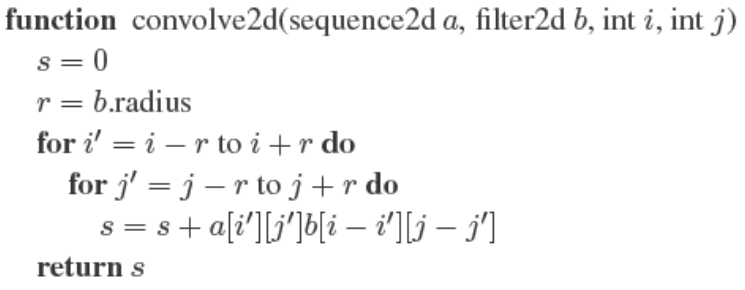 function convolve2d(sequence2d a, filter2d b, int i, int j)
s = 0
r = b.radius
for i′ = i − r to i + r do
for j′ = j − r to j + r do
s = s + a[i′][j′]b[i − i′][j − j′]
return s